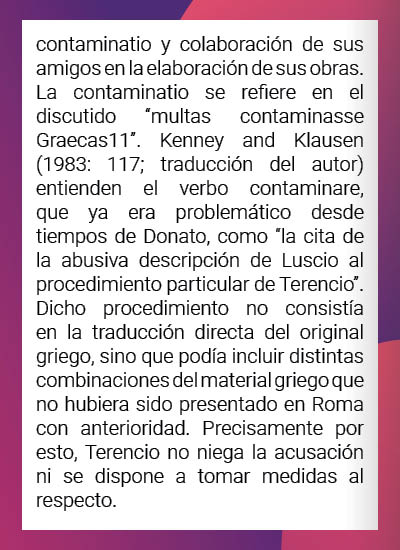 contaminatio y colaboración de sus
amigos en la elaboración de sus obras.
La contaminatio se refiere en el
discutido “multas contaminasse
Graecas11”. Kenney and Klausen
(1983: 117; traducción del autor)
entienden el verbo contaminare,
que ya era problemático desde
tiempos de Donato, como “la cita de
la abusiva descripción de Luscio al
procedimiento particular de Terencio”.
Dicho procedimiento no consistía
en la traducción directa del original
griego, sino que podía incluir distintas
combinaciones del material griego que
no hubiera sido presentado en Roma
con anterioridad. Precisamente por
esto, Terencio no niega la acusación
ni se dispone a tomar medidas al
respecto.